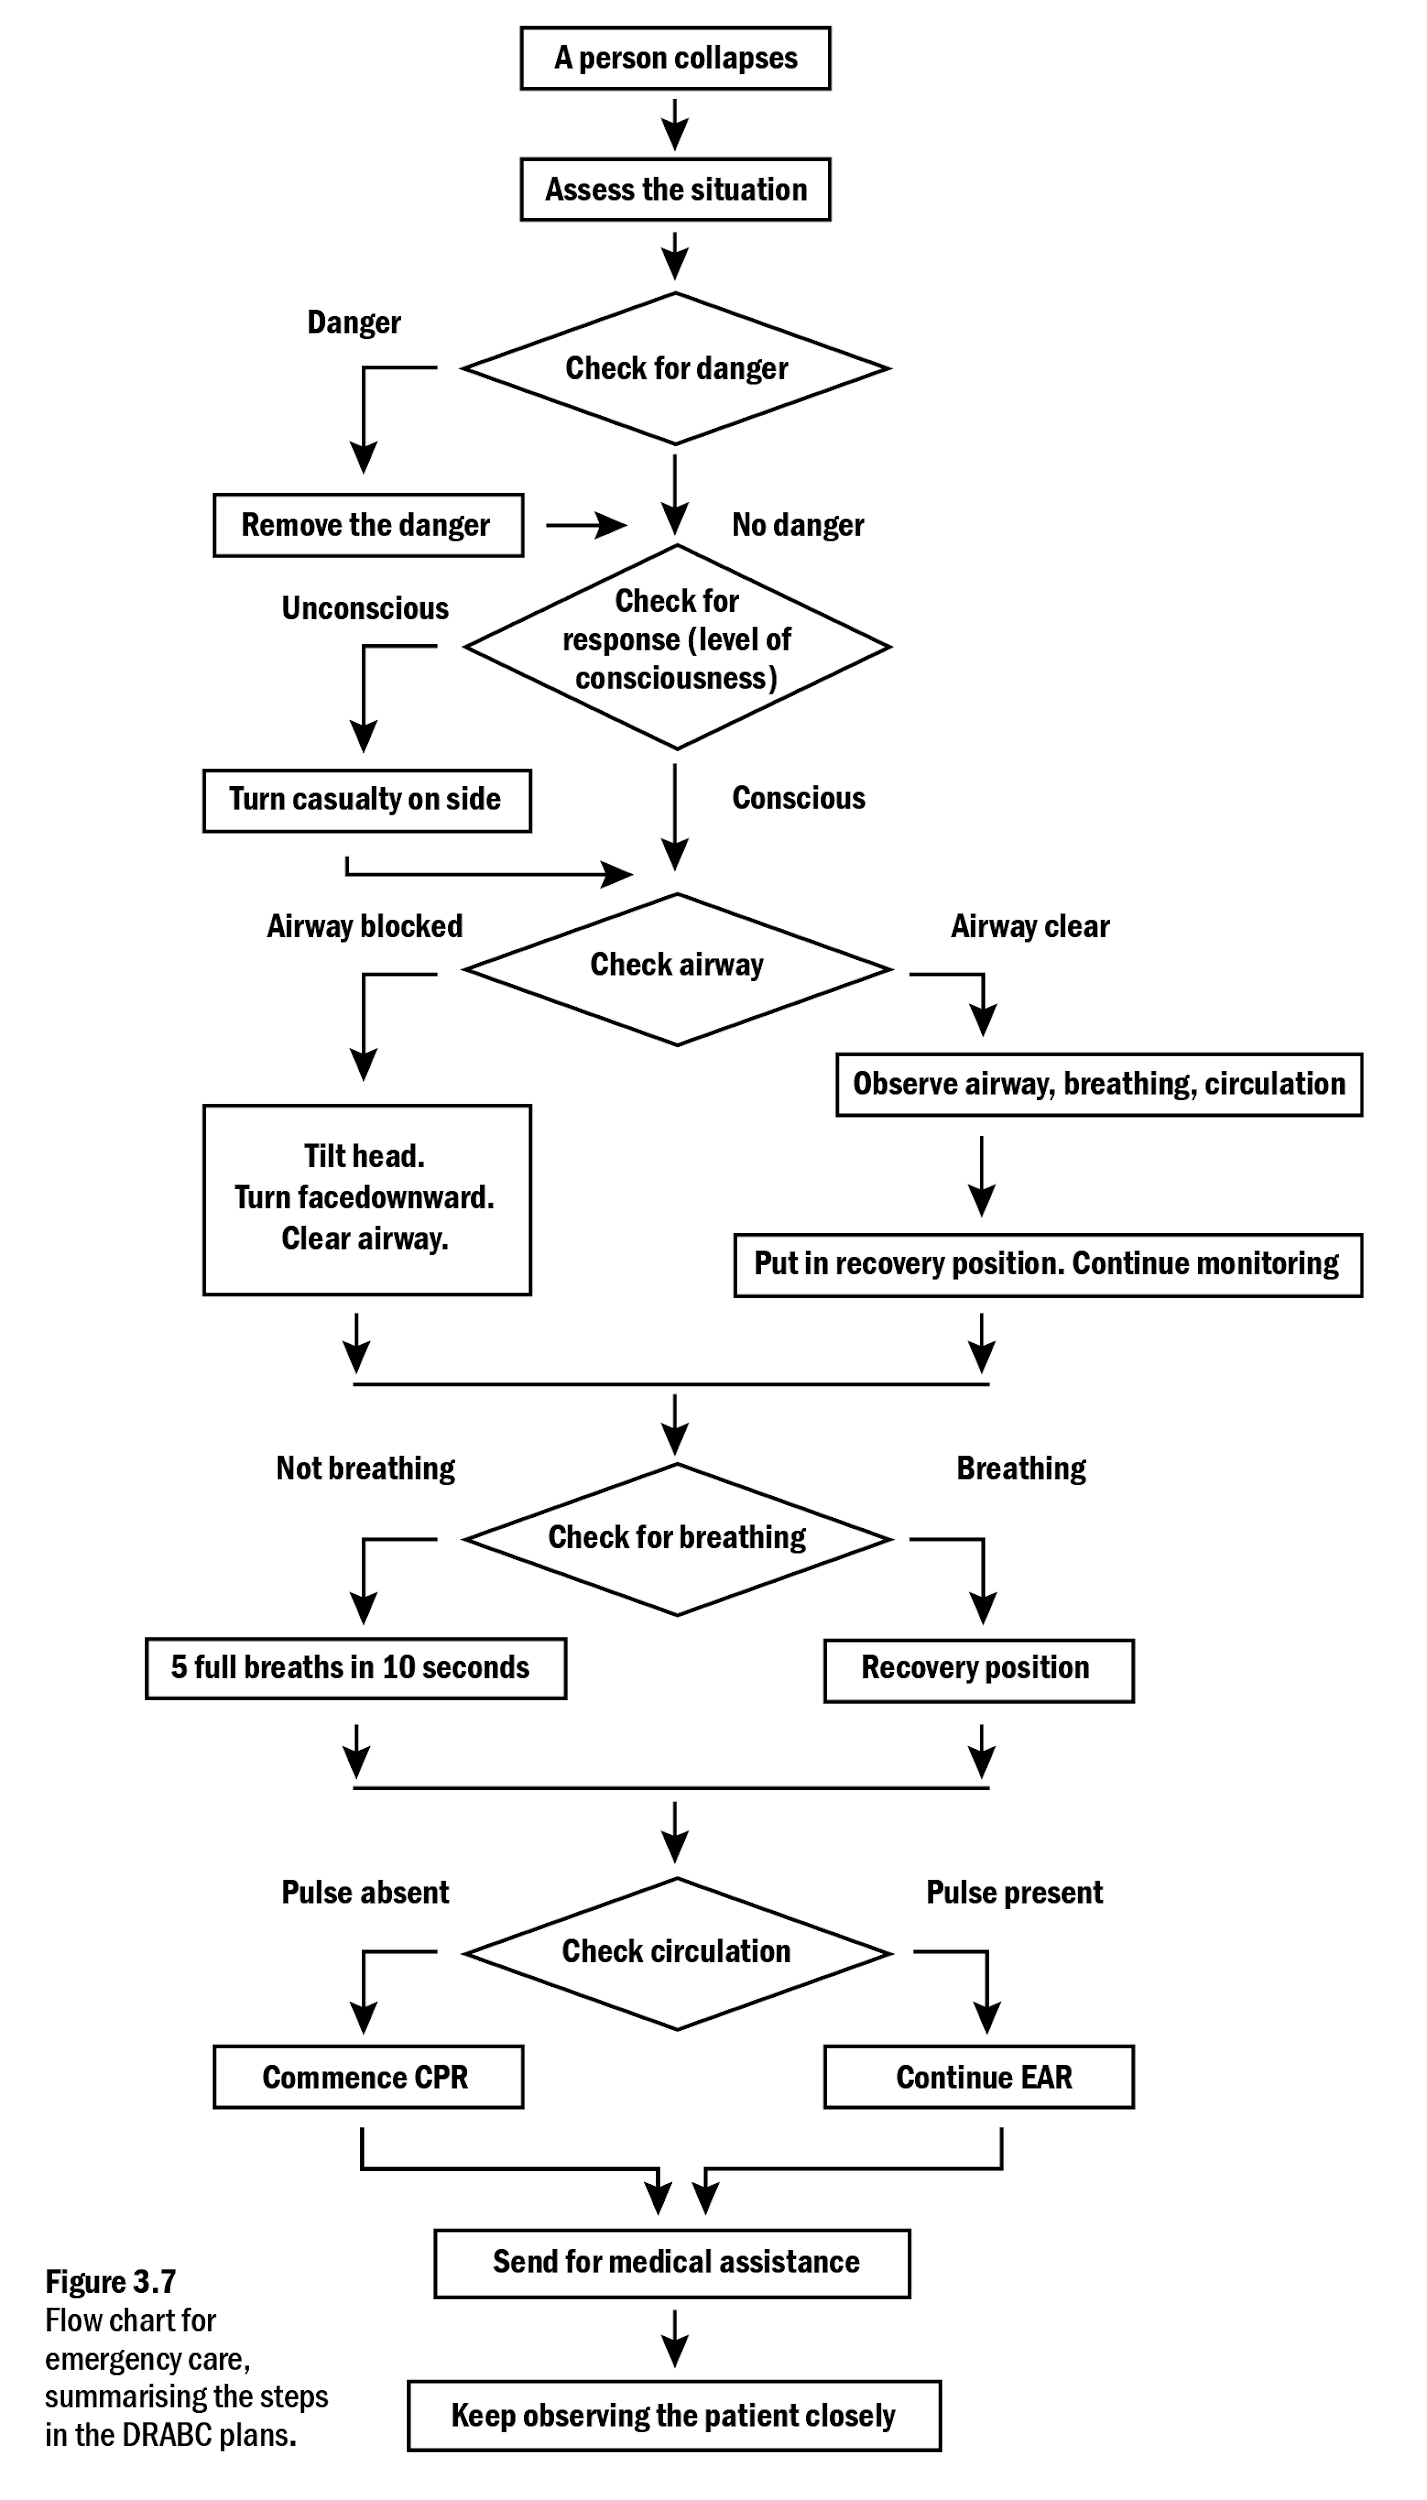 A person collapses
Assess the situation
Danger
Check for danger
Remove the danger
No danger
Unconscious
Check for
response (level of
consciousness)
Turn casualty on side
Conscious
Airway blocked
Check airway
Airway clear
Observe airway, breathing, circulation
Tilt head.
Turn facedownward.
Clear airway.
Put in recovery position. Continue monitoring
Not breathing
Breathing
Check for breathing
5 full breaths in 10 seconds
Recovery position
Pulse absent
Pulse present
Check circulation
Commence CPR
Continue EAR
Send for medical assistance
Keep observing the patient closely
Figure 3.7
Flow chart for
emergency care,
summarising the steps
in the DRABC plans.